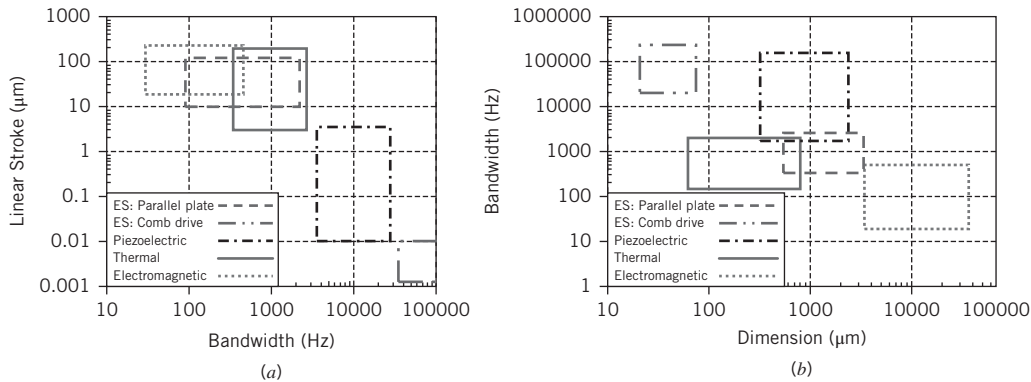 1000
100
10
1
0.1
0.01
0.001
Linear Stroke (μm)
ES: Parallel plate
ES: Comb drive
Piezoelectric
Thermal
Electromagnetic
10 100 1000 10000 100000
Bandwidth (Hz)
(a)
1000000
100000
10000
1000
100
10
1
Bandwidth (Hz)
ES: Parallel plate
ES: Comb drive
Piezoelectric
Thermal
Electromagnetic
10 100 1000 10000 100000
Dimension (μm)
(b)